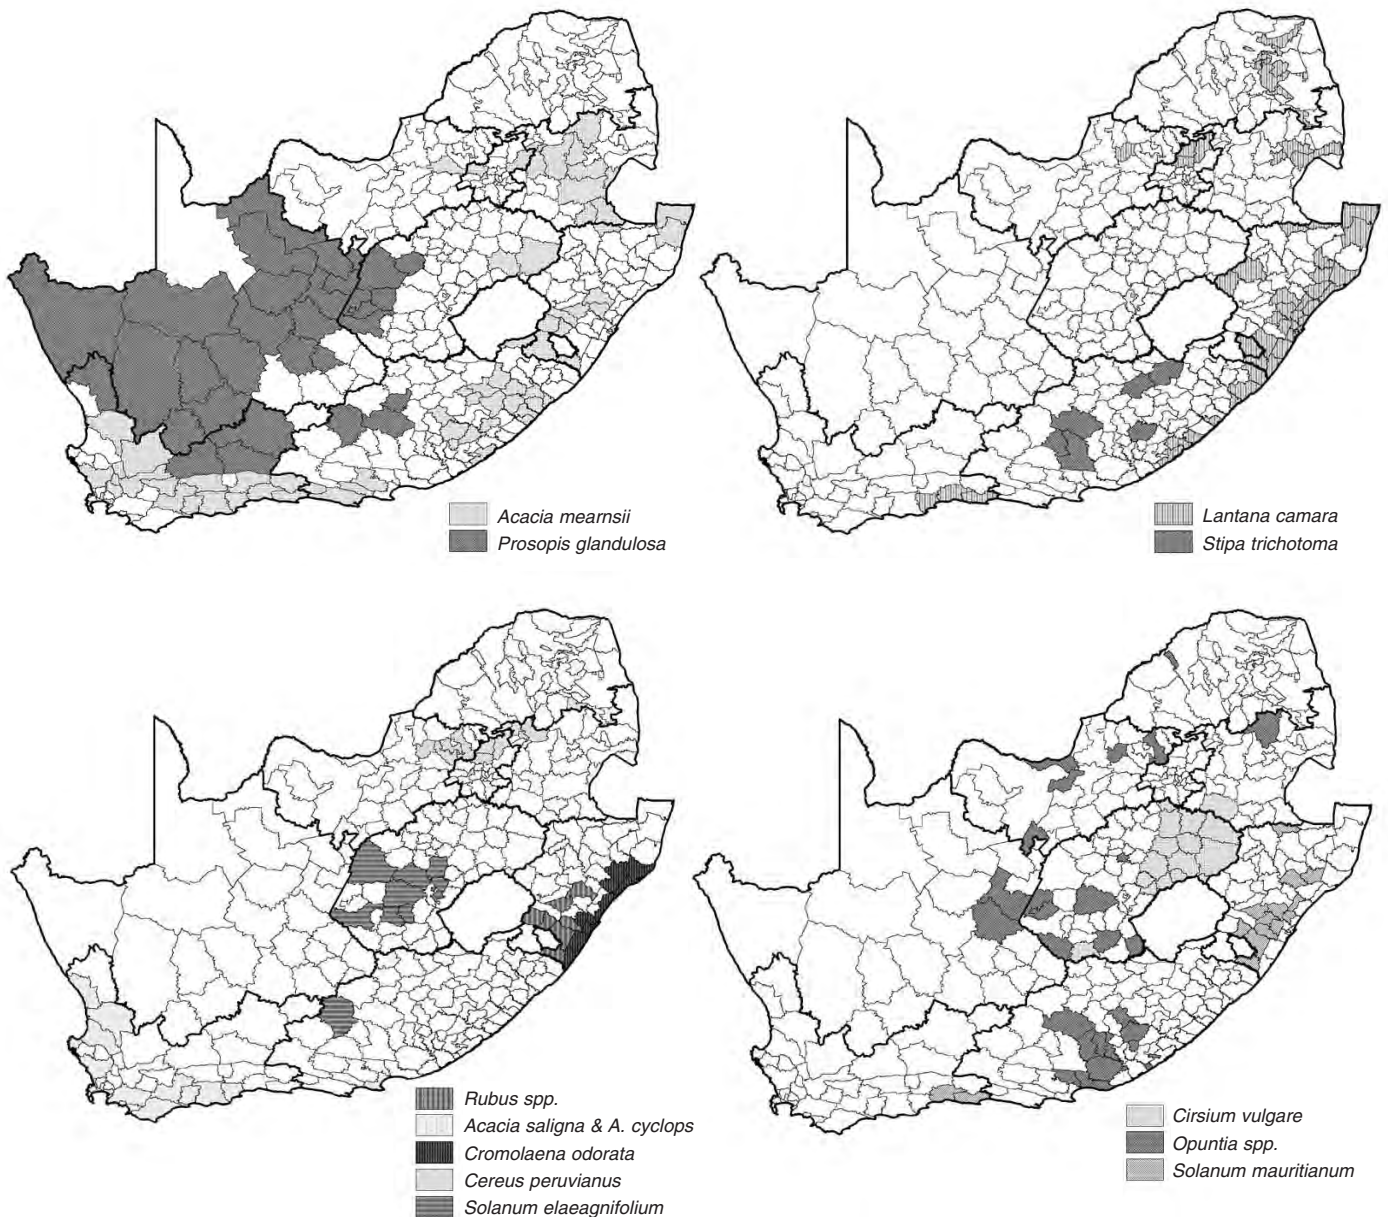 Acacia mearnsii
Prosopis glandulosa
Lantana camara
Stipa trichotoma
Rubus spp.
Acacia saligna & A. cyclops
Cromolaena odorata
Cereus peruvianus
Solanum elaeagnifolium
Cirsium vulgare
Opuntia spp.
Solanum mauritianum